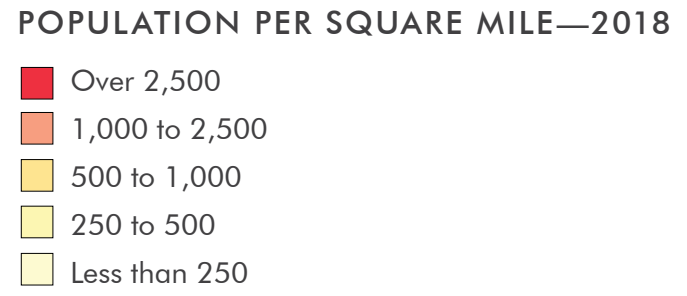 POPULATION PER SQUARE MILE—2018
Over 2,500
1,000 to 2,500
500 to 1,000
250 to 500
Less than 250